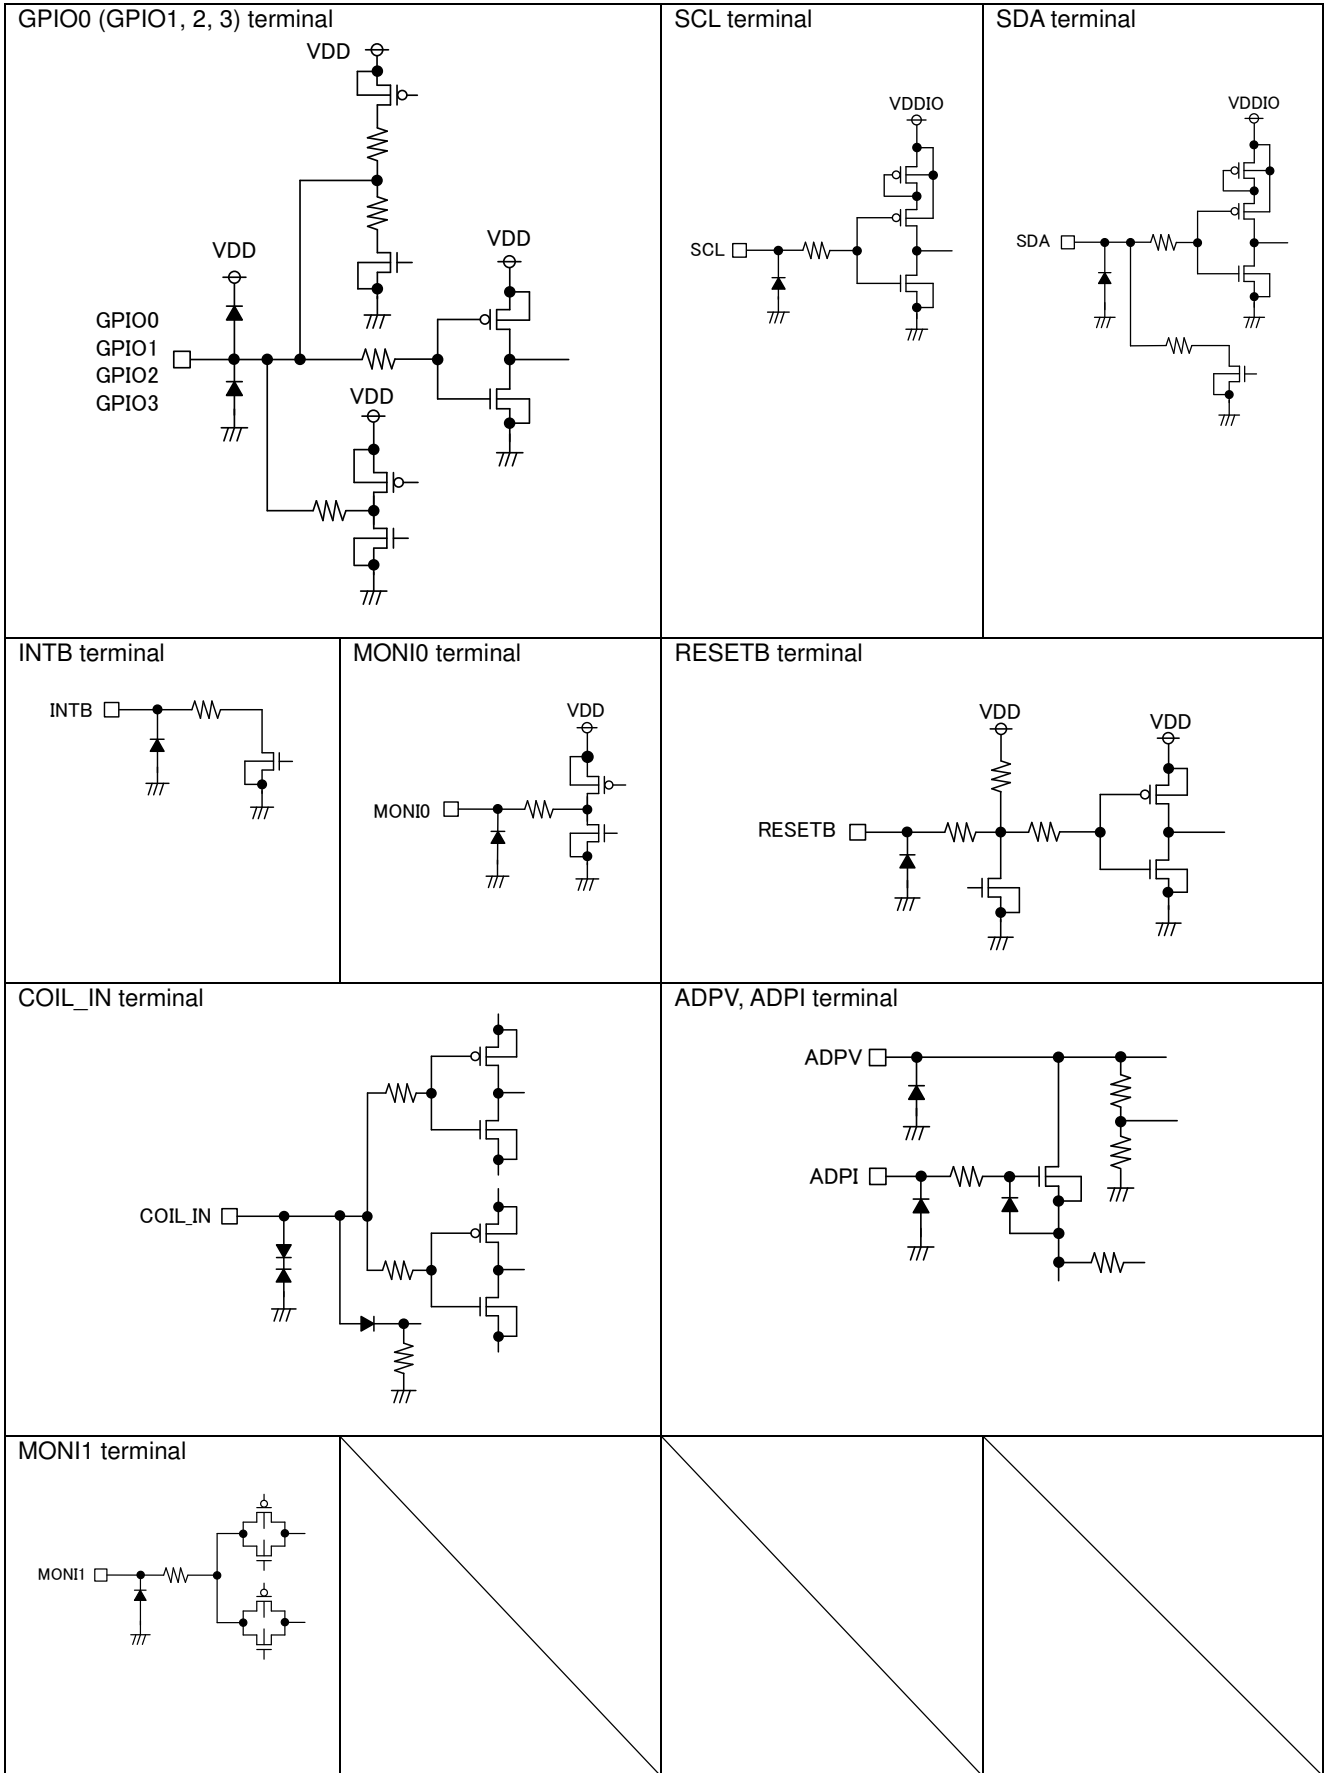 GPIO0 (GPIO1, 2, 3) terminal
VDD
VDD
VDD
GPIO0
GPIO1
GPIO2
GPIO3
VDD
SCL terminal
VDDIO
SCL
SDA terminal
VDDIO
SDA
INTB terminal
INTB
MONI0 terminal
VDD
MONI0
RESETB terminal
VDD
VDD
RESETB
COIL_IN terminal
COIL_IN
ADPV, ADPI terminal
ADPV
ADPI
MONI1 terminal
MONI1